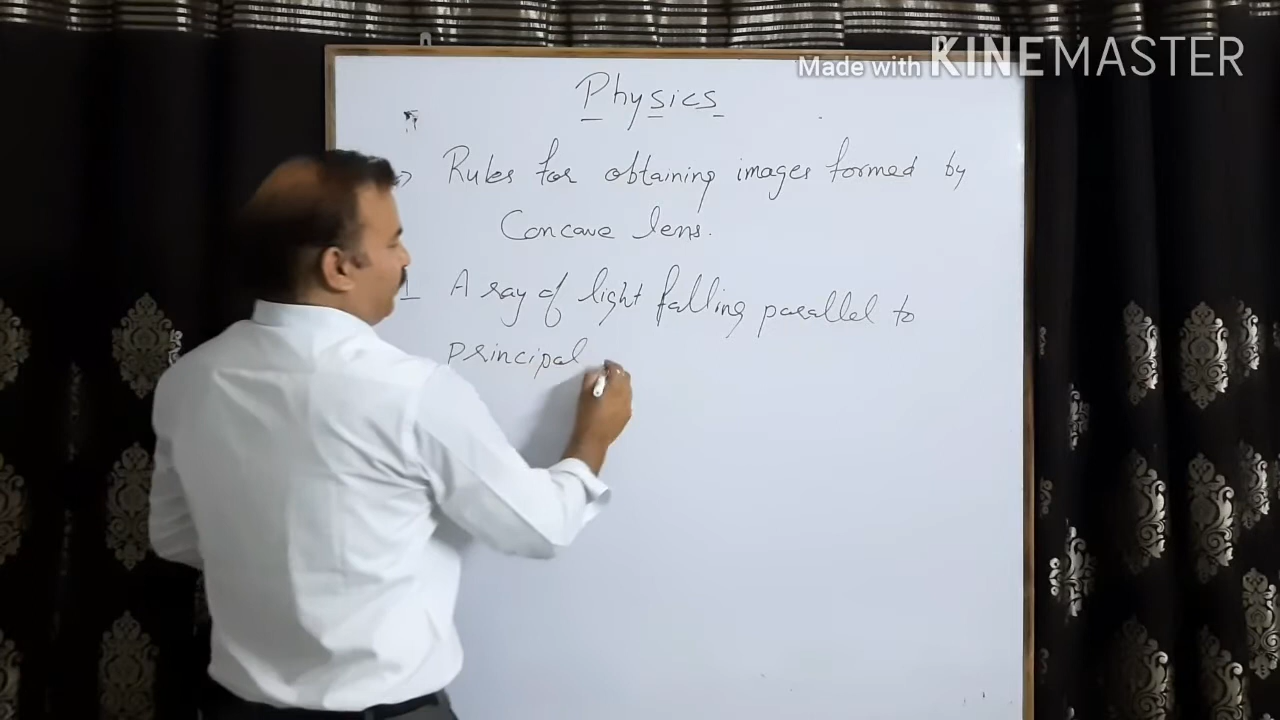 Made with KINEMASTER
Physics
Rules for obtaining images formed by
Concave lens.
1 A ray of light falling parallel to
principal